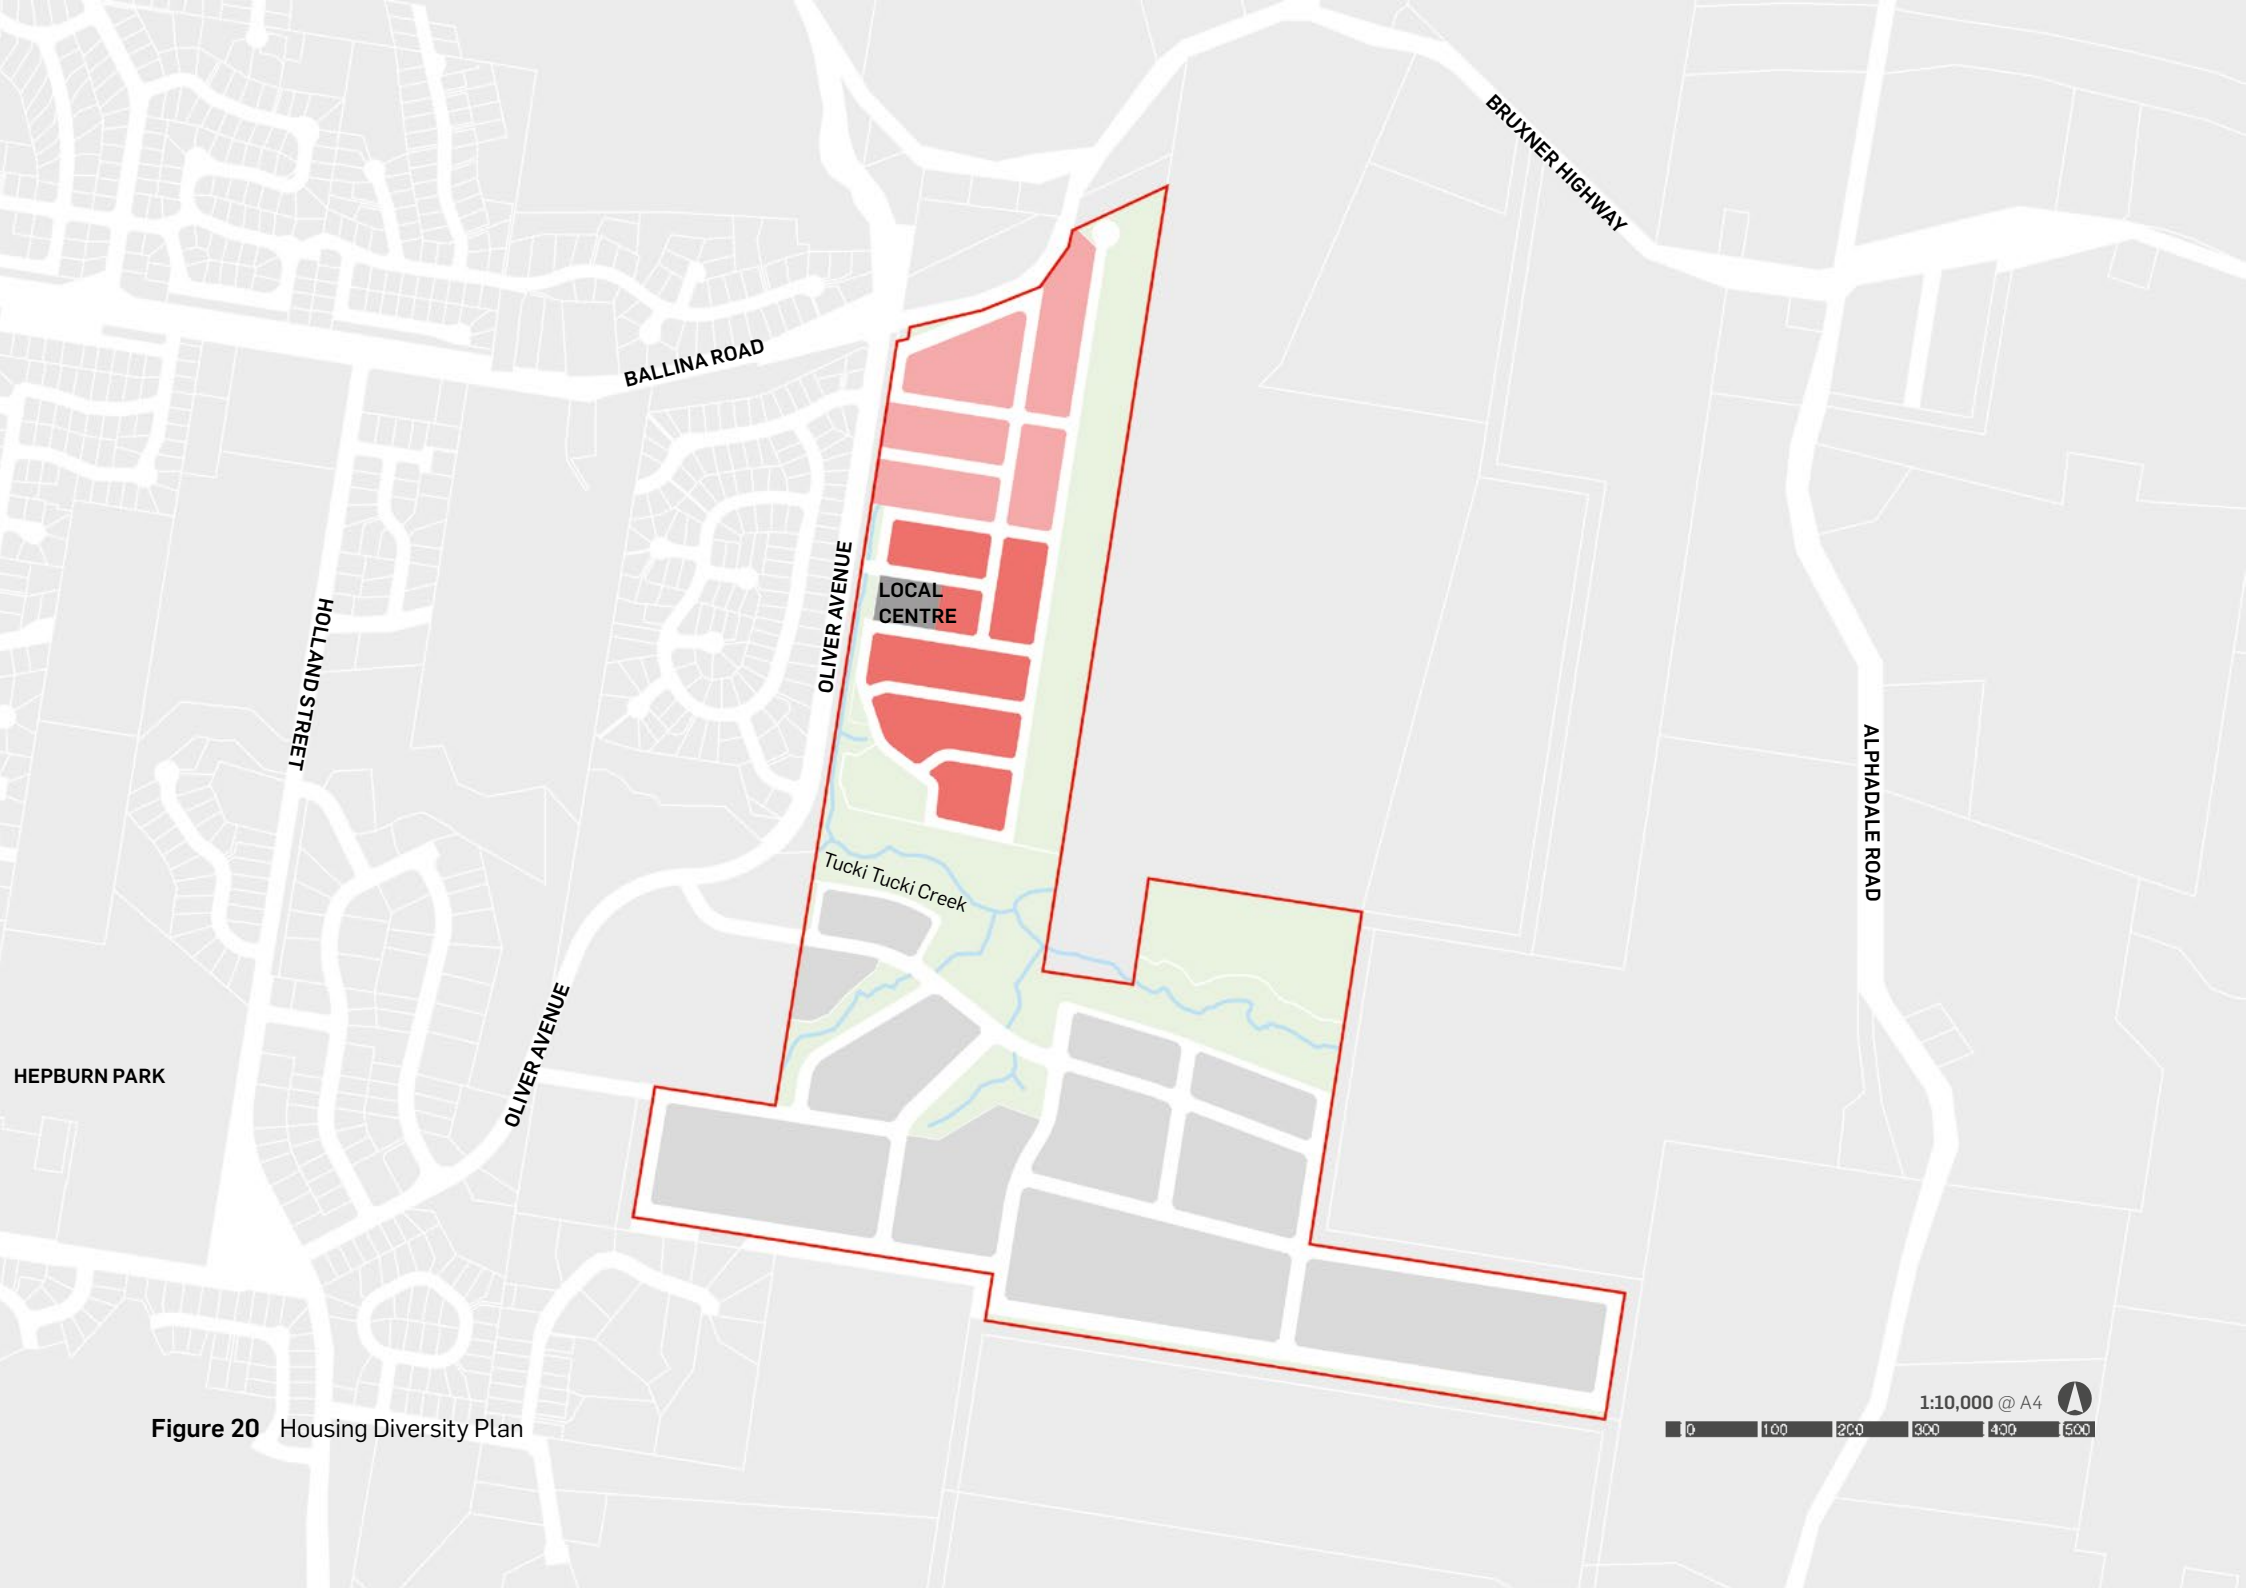 BRUXNER HIGHWAY
BALLINA ROAD
OLIVER AVENUE
LOCAL
CENTRE
HOLLAND STREET
ALPHADALE ROAD
Tucki Tucki Creek
OLIVER AVENUE
HEPBURN PARK
1:10,000 @ A4
Figure 20 Housing Diversity Plan
0 100 200 300 400 500